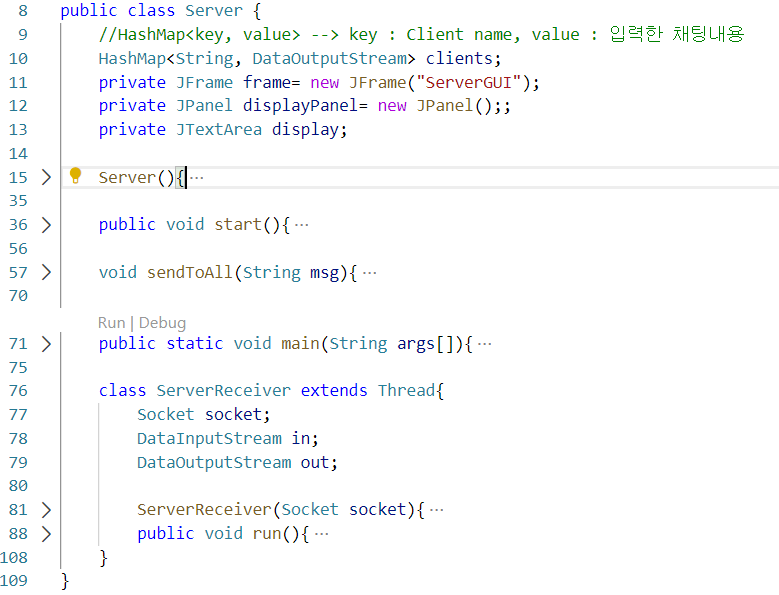 8 public class Server {
9 //HashMap<key, value> --> key : Client name, value : 입력한 채팅내용
10 HashMap<String, DataOutputStream> clients;
11 private JFrame frame= new JFrame("ServerGUI");
12 private JPanel displayPanel= new JPanel();;
13 private JTextArea display;
14
15 Server(){ ...
35
36 public void start(){ ...
56
57 void sendToAll(String msg){ ...
70
Run | Debug
71 public static void main(String args[]){ ...
75
76 class ServerReceiver extends Thread{
77 Socket socket;
78 DataInputStream in;
79 DataOutputStream out;
80
81 ServerReceiver(Socket socket){ ...
88 public void run(){ ...
108 }
109 }